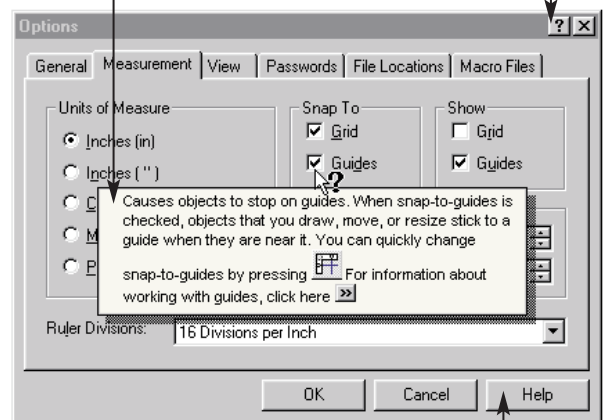 Options
General Measurement View Passwords File Locations Macro Files
Units of Measure Snap To Show
Inches (in) Grid Grid
Inches ( " ) Guides Guides
C
M
P
Causes objects to stop on guides. When snap-to-guides is
checked, objects that you draw, move, or resize stick to a
guide when they are near it. You can quickly change
snap-to-guides by pressing For information about
working with guides, click here >>
Ruler Divisions: 16 Divisions per Inch
OK Cancel Help